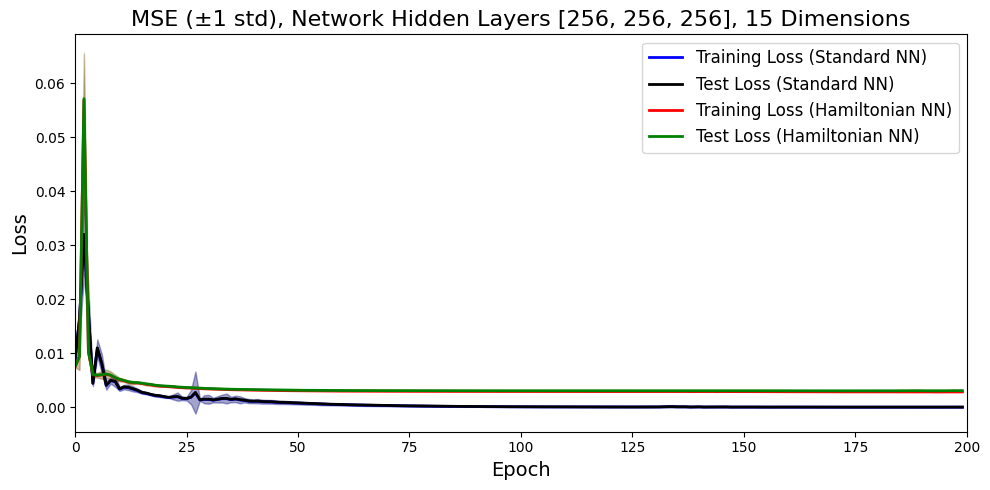 MSE (±1 std), Network Hidden Layers [256, 256, 256], 15 Dimensions
Training Loss (Standard NN)
Test Loss (Standard NN)
Training Loss (Hamiltonian NN)
Test Loss (Hamiltonian NN)
Loss
0.06
0.05
0.04
0.03
0.02
0.01
0.00
0 25 50 75 100 125 150 175 200
Epoch